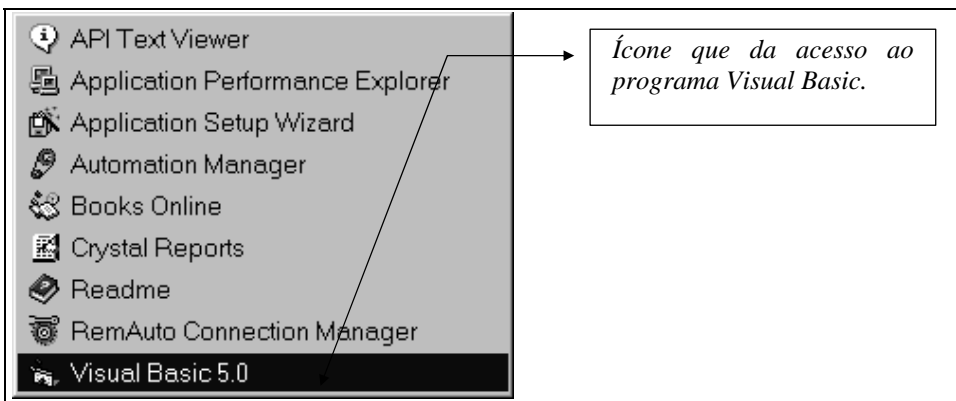 API Text Viewer
Application Performance Explorer
Application Setup Wizard
Automation Manager
Books Online
Crystal Reports
Readme
RemAuto Connection Manager
Visual Basic 5.0
Ícone que da acesso ao
programa Visual Basic.